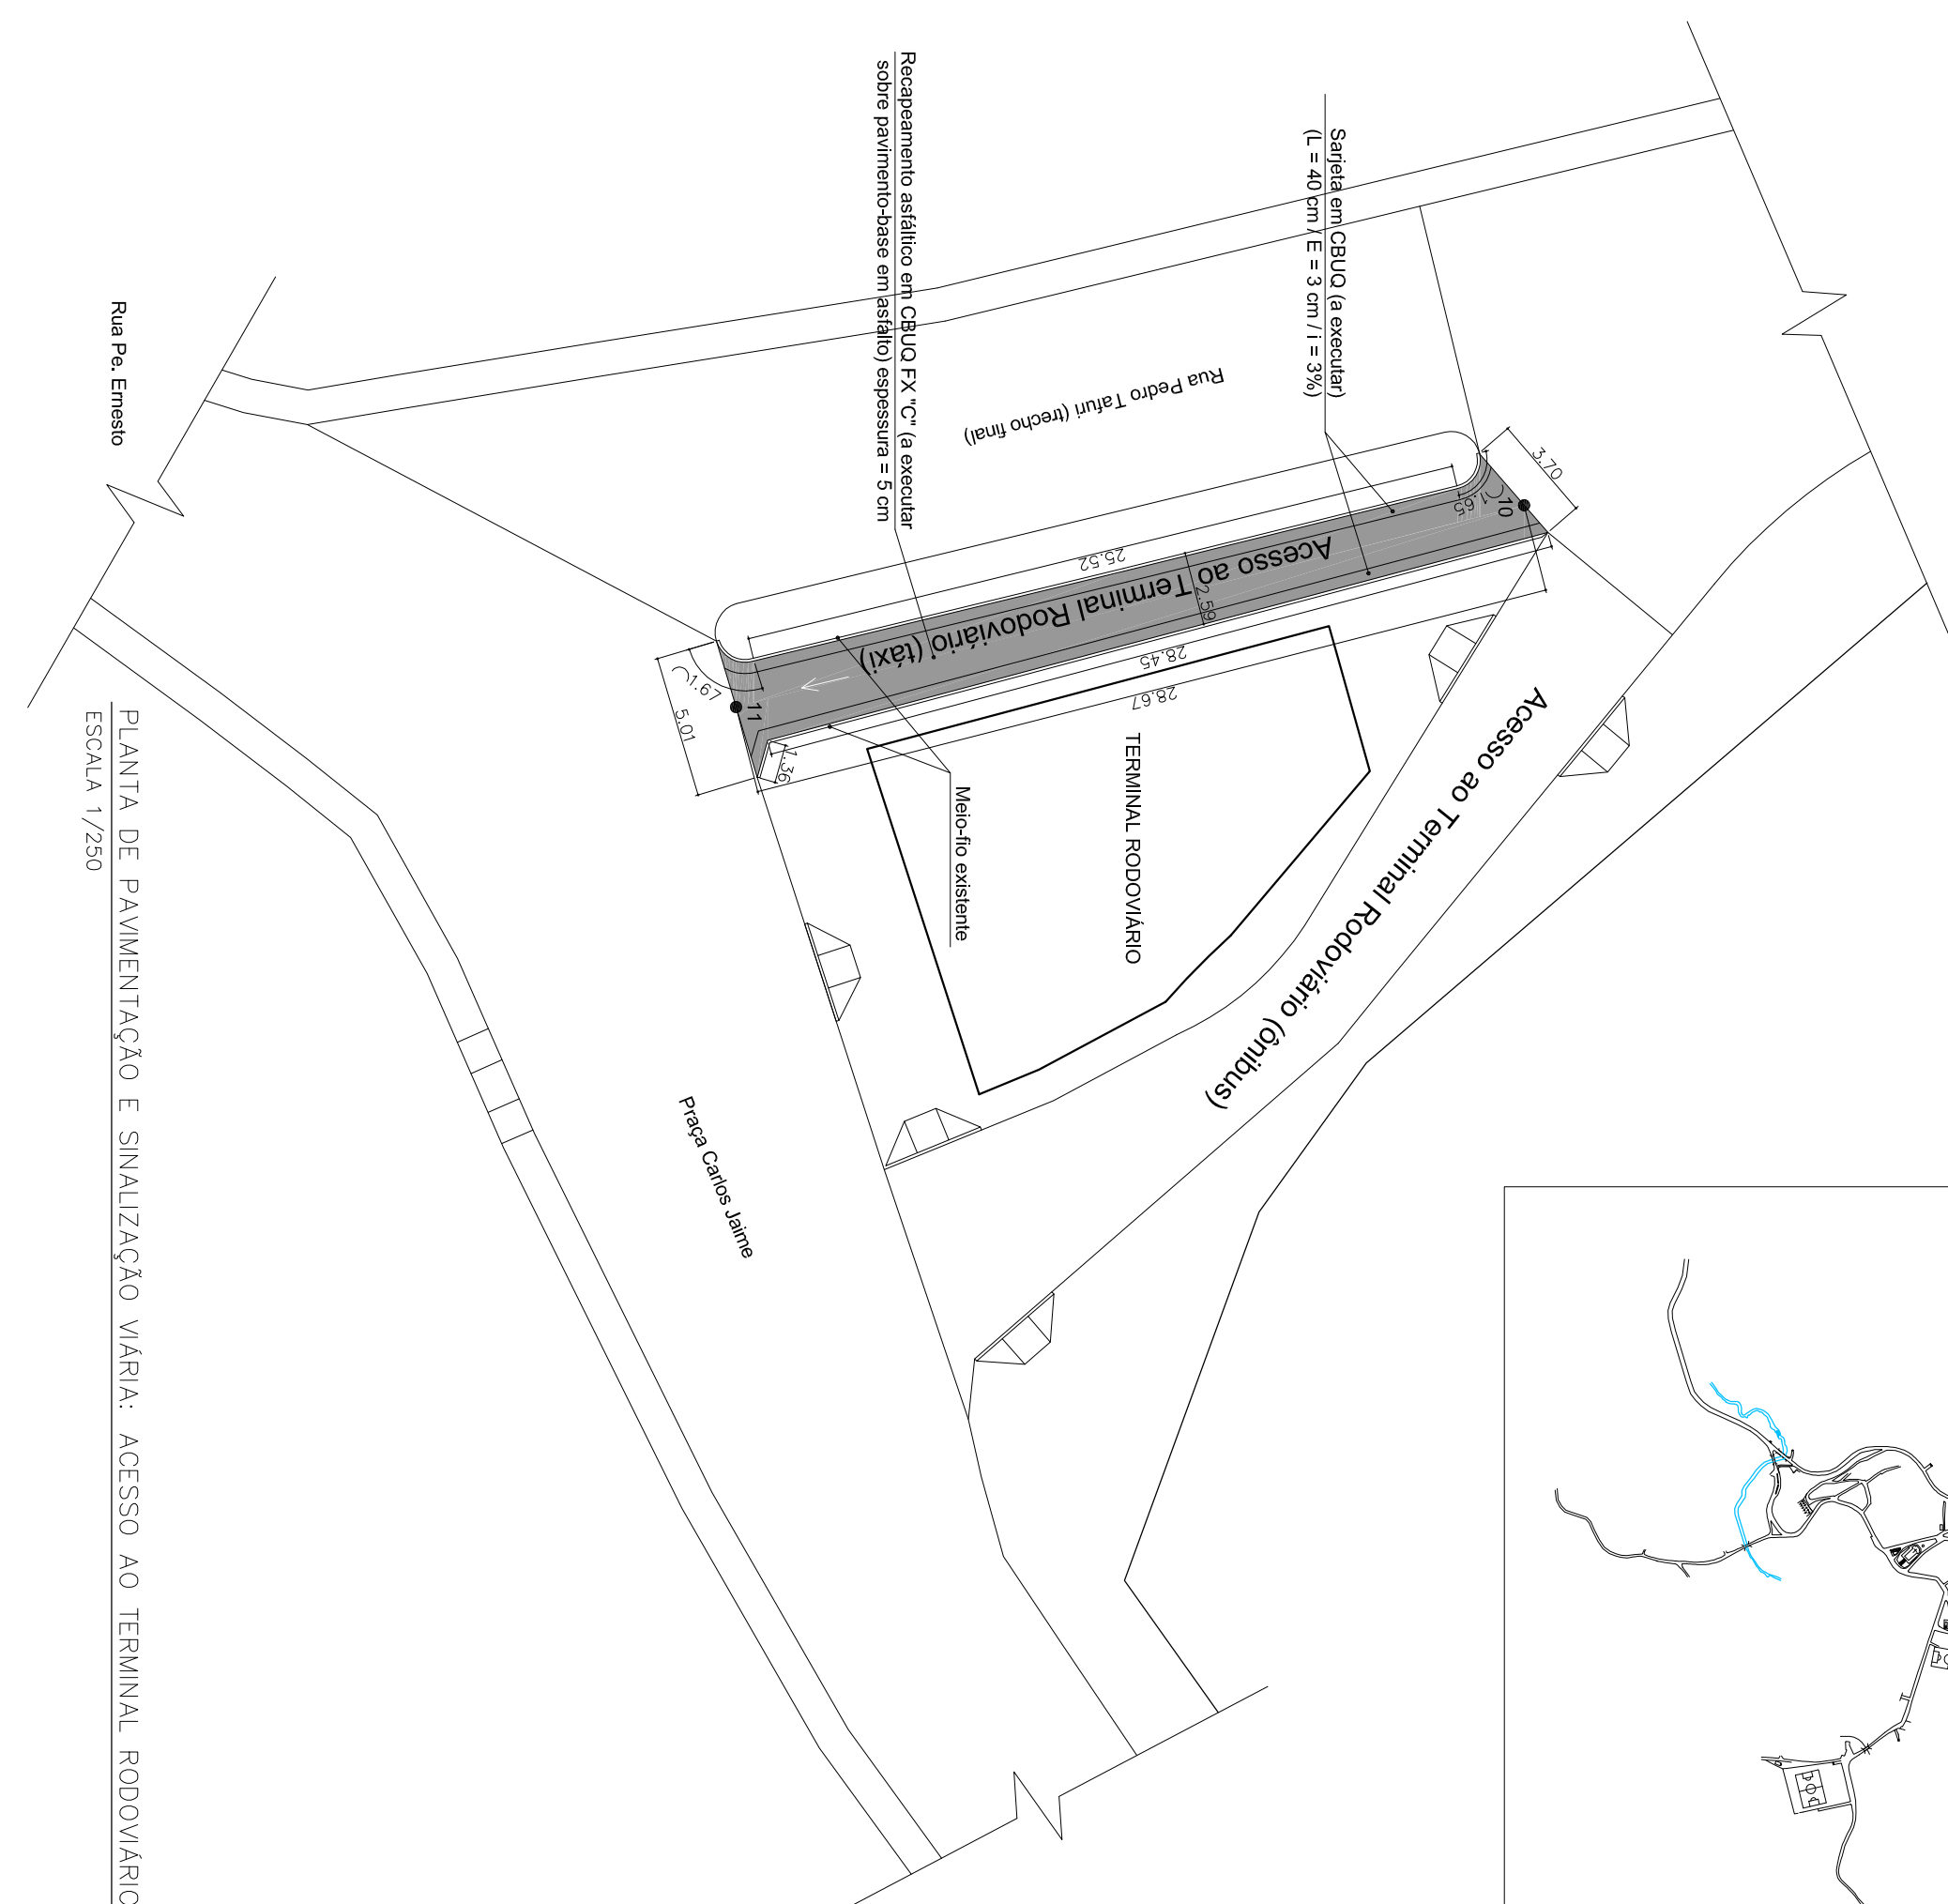 Recapeamento asfáltico em CBUQ FX "C" (a executar
sobre pavimento-base em asfalto) espessura = 5 cm
Sarjeta em CBUQ (a executar)
(L = 40 cm / E = 3 cm / i = 3%)
Rua Pe. Ernesto
Rua Pedro Tafuri (trecho final)
3.70
10
1.65
25.52
Acesso ao Terminal Rodoviário (táxi)
2.59
28.45
28.67
1.67
11
5.01
1.36
Meio-fio existente
TERMINAL RODOVIÁRIO
Acesso ao Terminal Rodoviário (ônibus)
Praça Carlos Jaime
PLANTA DE PAVIMENTAÇÃO E SINALIZAÇÃO VIÁRIA: ACESSO AO TERMINAL RODOVIÁRIO
ESCALA 1/250